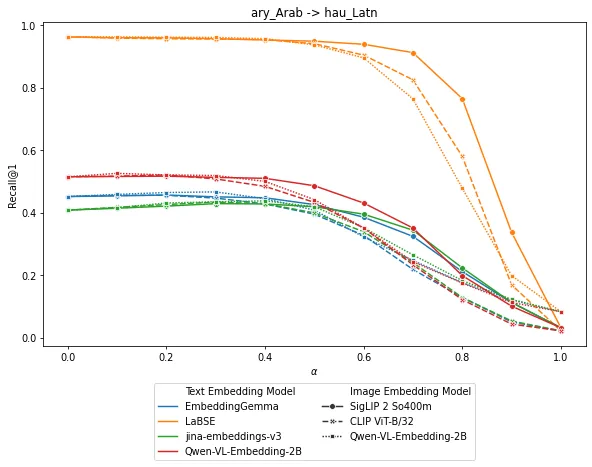 ary_Arab -> hau_Latn
1.0
0.8
0.6
0.4
0.2
0.0
Recall@1
0.0 0.2 0.4 0.6 0.8 1.0
α
Text Embedding Model
EmbeddingGemma
LaBSE
jina-embeddings-v3
Qwen-VL-Embedding-2B
Image Embedding Model
SigLIP 2 So400m
CLIP ViT-B/32
Qwen-VL-Embedding-2B